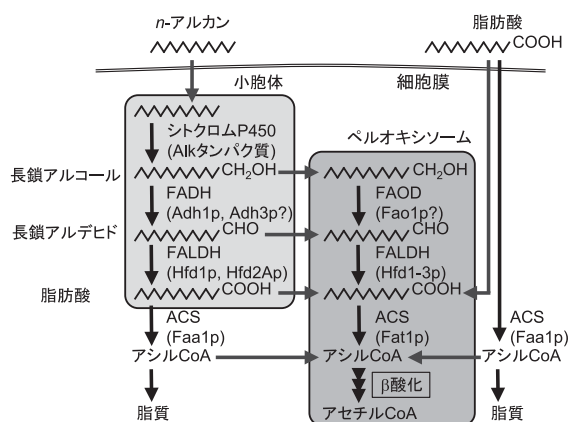 n-アルカン
脂肪酸
COOH
小胞体
細胞膜
シトクロムP450
(Alkタンパク質)
ペルオキシソーム
長鎖アルコール
CH2OH
CH2OH
FADH
(Adh1p, Adh3p?)
FAOD
(Fao1p?)
長鎖アルデヒド
CHO
CHO
FALDH
(Hfd1p, Hfd2Ap)
FALDH
(Hfd1-3p)
脂肪酸
COOH
COOH
ACS
(Faa1p)
ACS
(Fat1p)
ACS
(Faa1p)
アシルCoA
アシルCoA
アシルCoA
β酸化
脂質
アセチルCoA
脂質